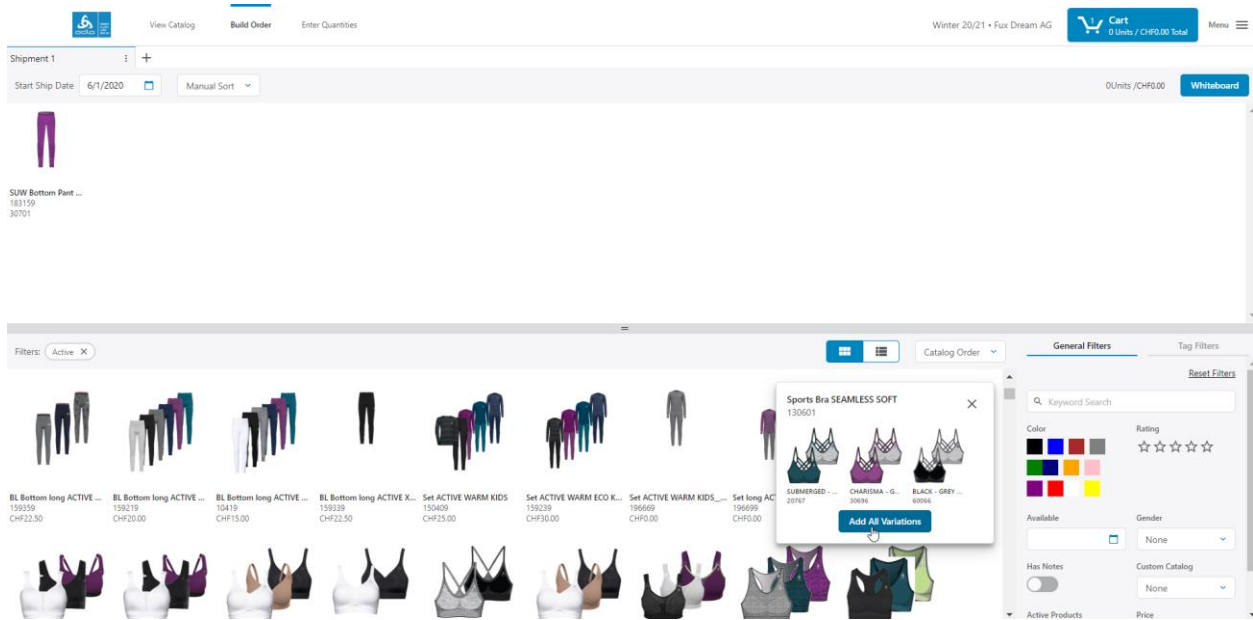 odlo
View Catalog
Build Order
Enter Quantities
Winter 20/21 • Fux Dream AG
1
Cart
0 Units / CHF0.00 Total
Menu
Shipment 1
Start Ship Date
6/1/2020
Manual Sort
0Units /CHF0.00
Whiteboard
SUW Bottom Pant ...
183159
30701
Filters:
Active
Catalog Order
General Filters
Tag Filters
Reset Filters
Keyword Search
Color
Rating
Available
Gender
None
Has Notes
Custom Catalog
None
Active Products
Price
BL Bottom long ACTIVE ...
159359
CHF22.50
BL Bottom long ACTIVE ...
159219
CHF20.00
BL Bottom long ACTIVE ...
10419
CHF15.00
BL Bottom long ACTIVE X...
159339
CHF22.50
Set ACTIVE WARM KIDS
150409
CHF25.00
Set ACTIVE WARM ECO K...
159239
CHF30.00
Set ACTIVE WARM KIDS_...
196669
CHF0.00
Set long AC
196699
CHF0.00
Sports Bra SEAMLESS SOFT
130601
SUBMERGED - ...
20767
CHARISMA - G...
30696
BLACK - GREY ...
60066
Add All Variations